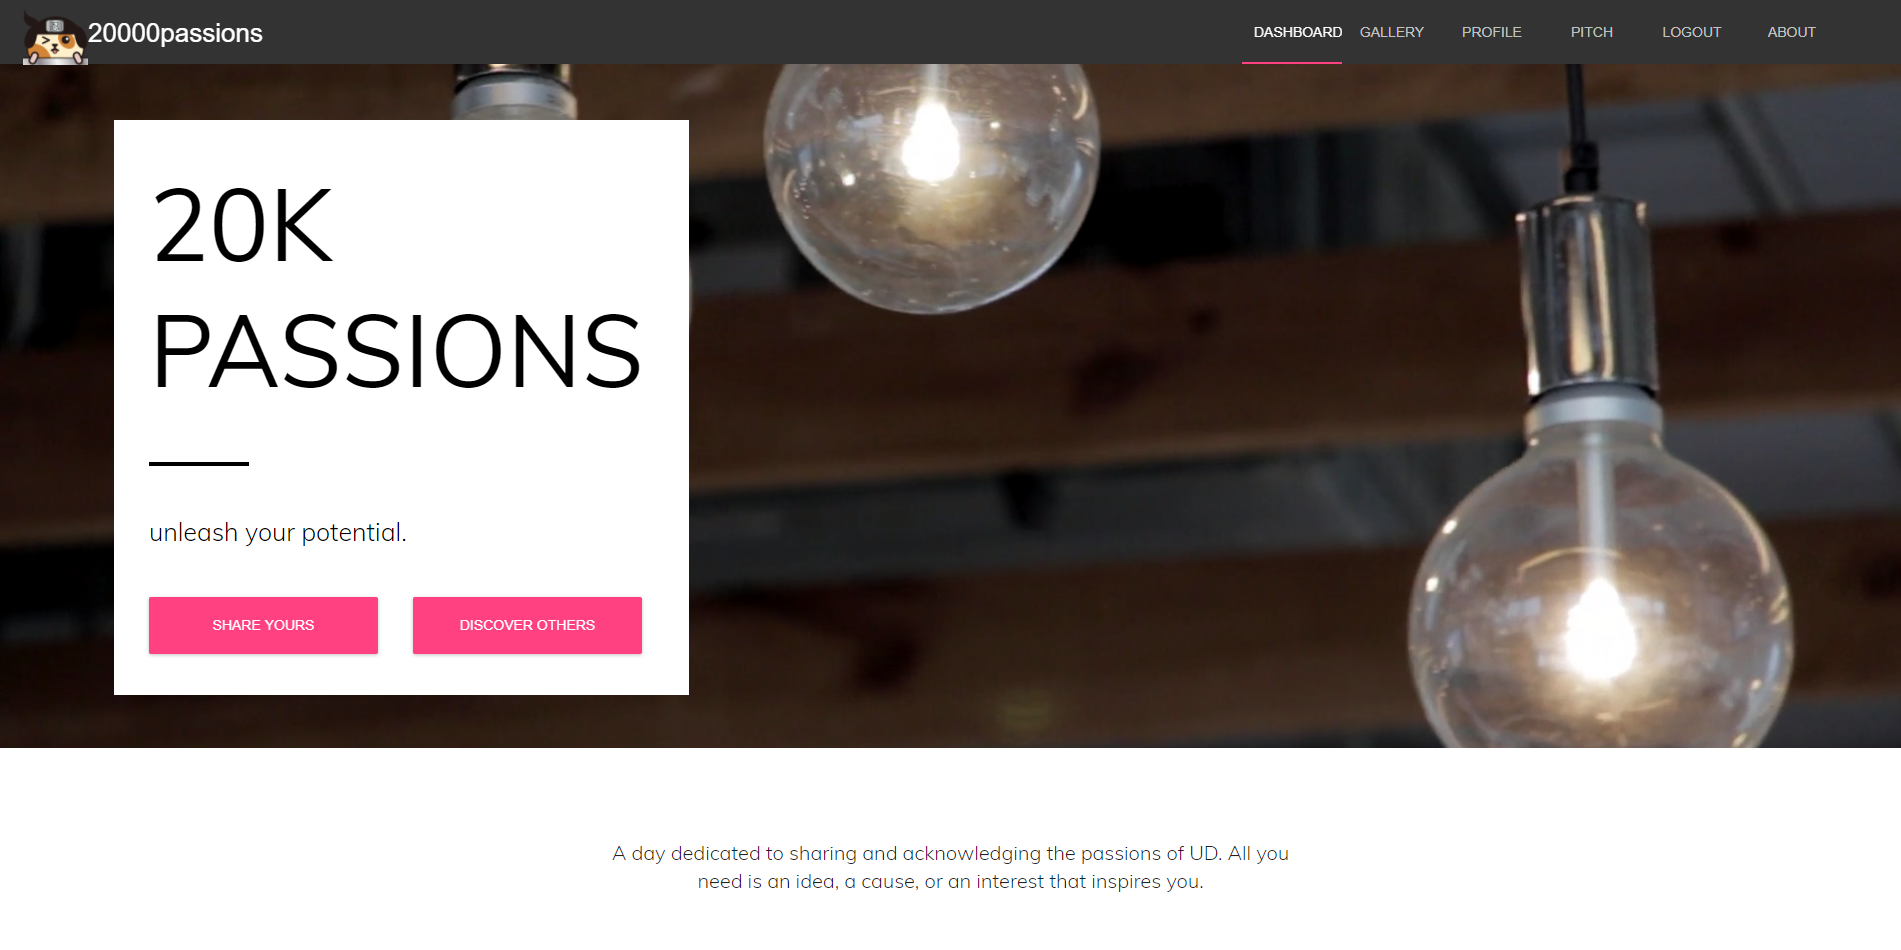 20000passions
DASHBOARD GALLERY PROFILE PITCH LOGOUT ABOUT
20K
PASSIONS
unleash your potential.
SHARE YOURS DISCOVER OTHERS
A day dedicated to sharing and acknowledging the passions of UD. All you
need is an idea, a cause, or an interest that inspires you.